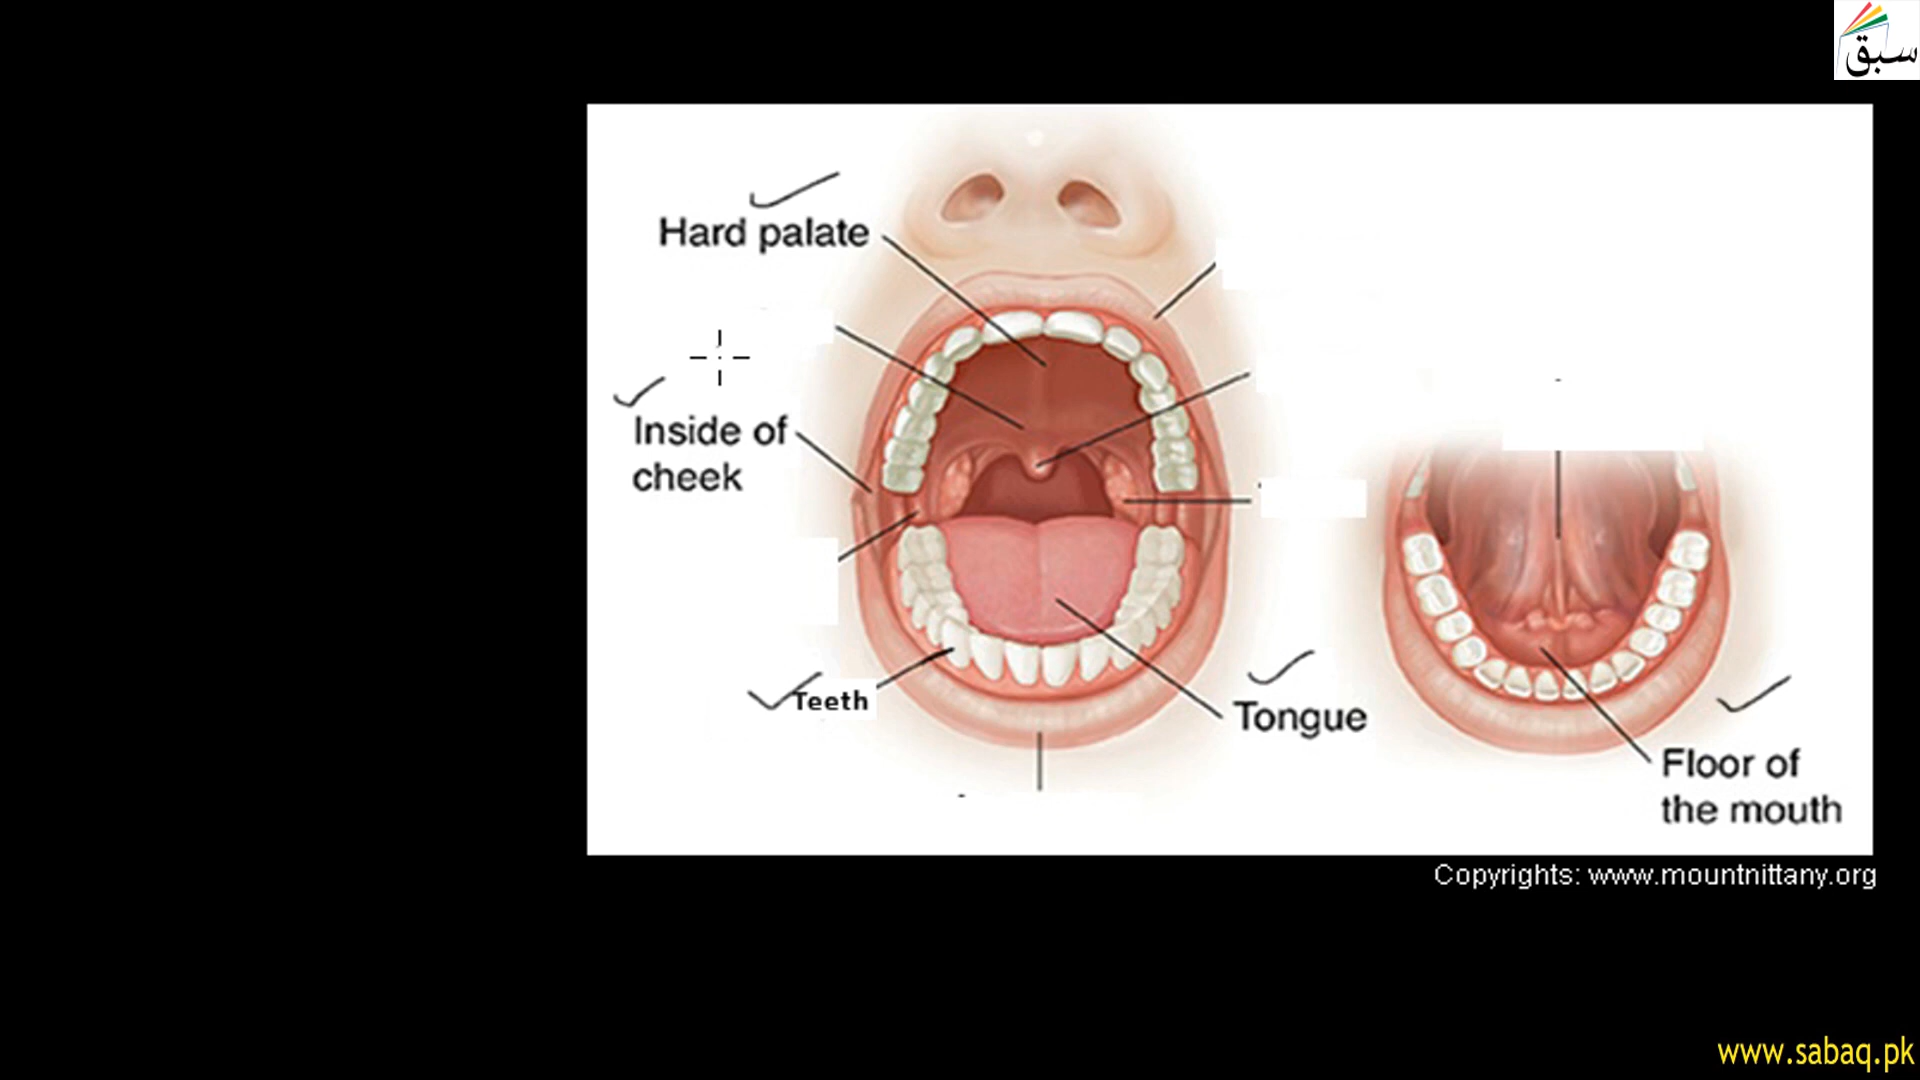 سبق
Hard palate
Inside of
cheek
Teeth
Tongue
Floor of
the mouth
Copyrights: www.mountnittany.org
www.sabaq.pk